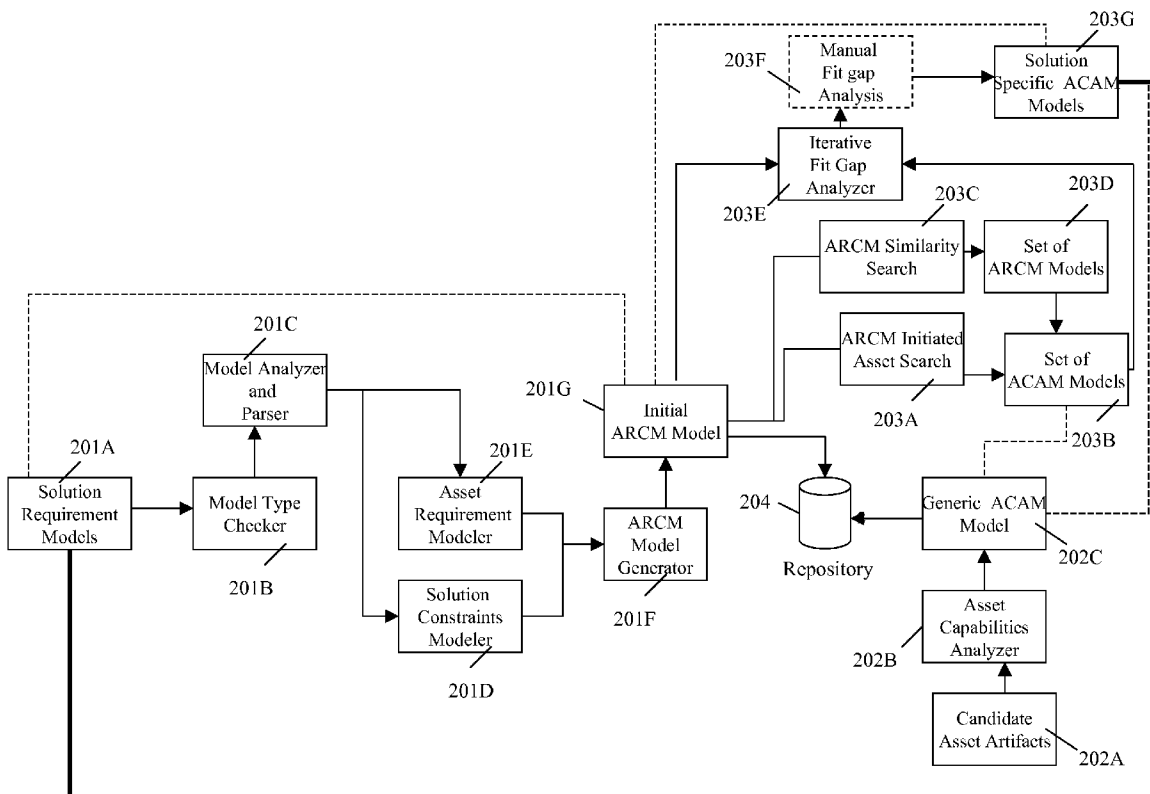 203G
Manual
Fit gap
Analysis
203F
Solution
Specific ACAM
Models
Iterative
Fit Gap
Analyzer
203E
203C
203D
ARCM Similarity
Search
Set of
ARCM Models
201C
Model Analyzer
and
Parser
ARCM Initiated
Asset Search
203A
Set of
ACAM Models
203B
201G
Initial
ARCM Model
201A
Solution
Requirement
Models
Model Type
Checker
201B
201E
Asset
Requirement
Modeler
ARCM
Model
Generator
201F
204
Repository
Generic ACAM
Model
202C
Solution
Constraints
Modeler
201D
Asset
Capabilities
Analyzer
202B
Candidate
Asset Artifacts
202A